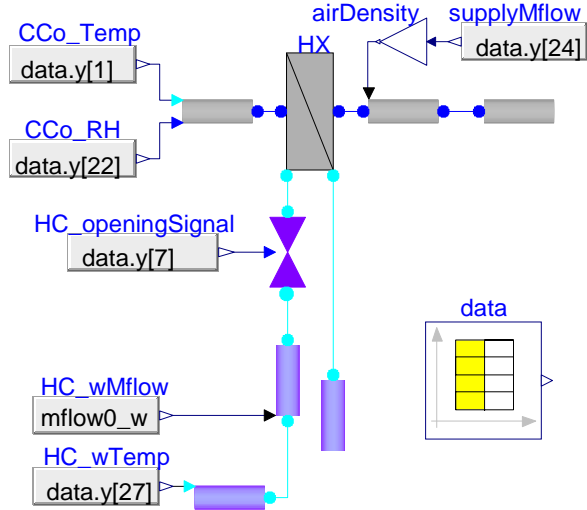 airDensity
supplyMflow
CCo_Temp
HX
data.y[24]
data.y[1]
CCo_RH
data.y[22]
HC_openingSignal
data.y[7]
data
HC_wMflow
mflow0_w
HC_wTemp
data.y[27]